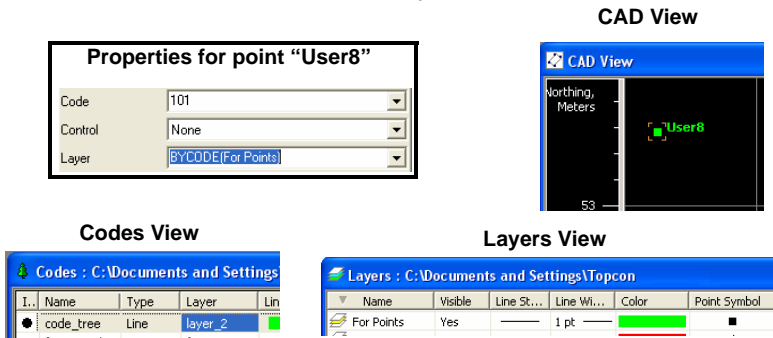 CAD View
Properties for point “User8”
Code 101
Control None
Layer BYCODE(For Points)
CAD View
Northing,
Meters
User8
53
Codes View
Layers View
Codes : C:\Documents and Settings\
I.. Name Type Layer Lin
code_tree Line layer_2
Layers : C:\Documents and Settings\Topcon
Name Visible Line St... Line Wi... Color Point Symbol
For Points Yes 1 pt